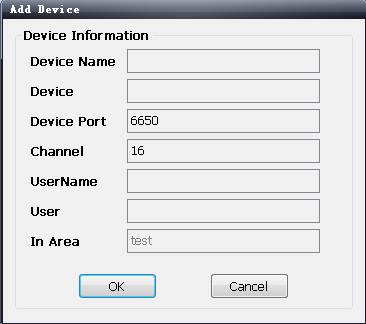 Add Device
Device Information
Device Name
Device
Device Port 6650
Channel 16
UserName
User
In Area test
OK Cancel